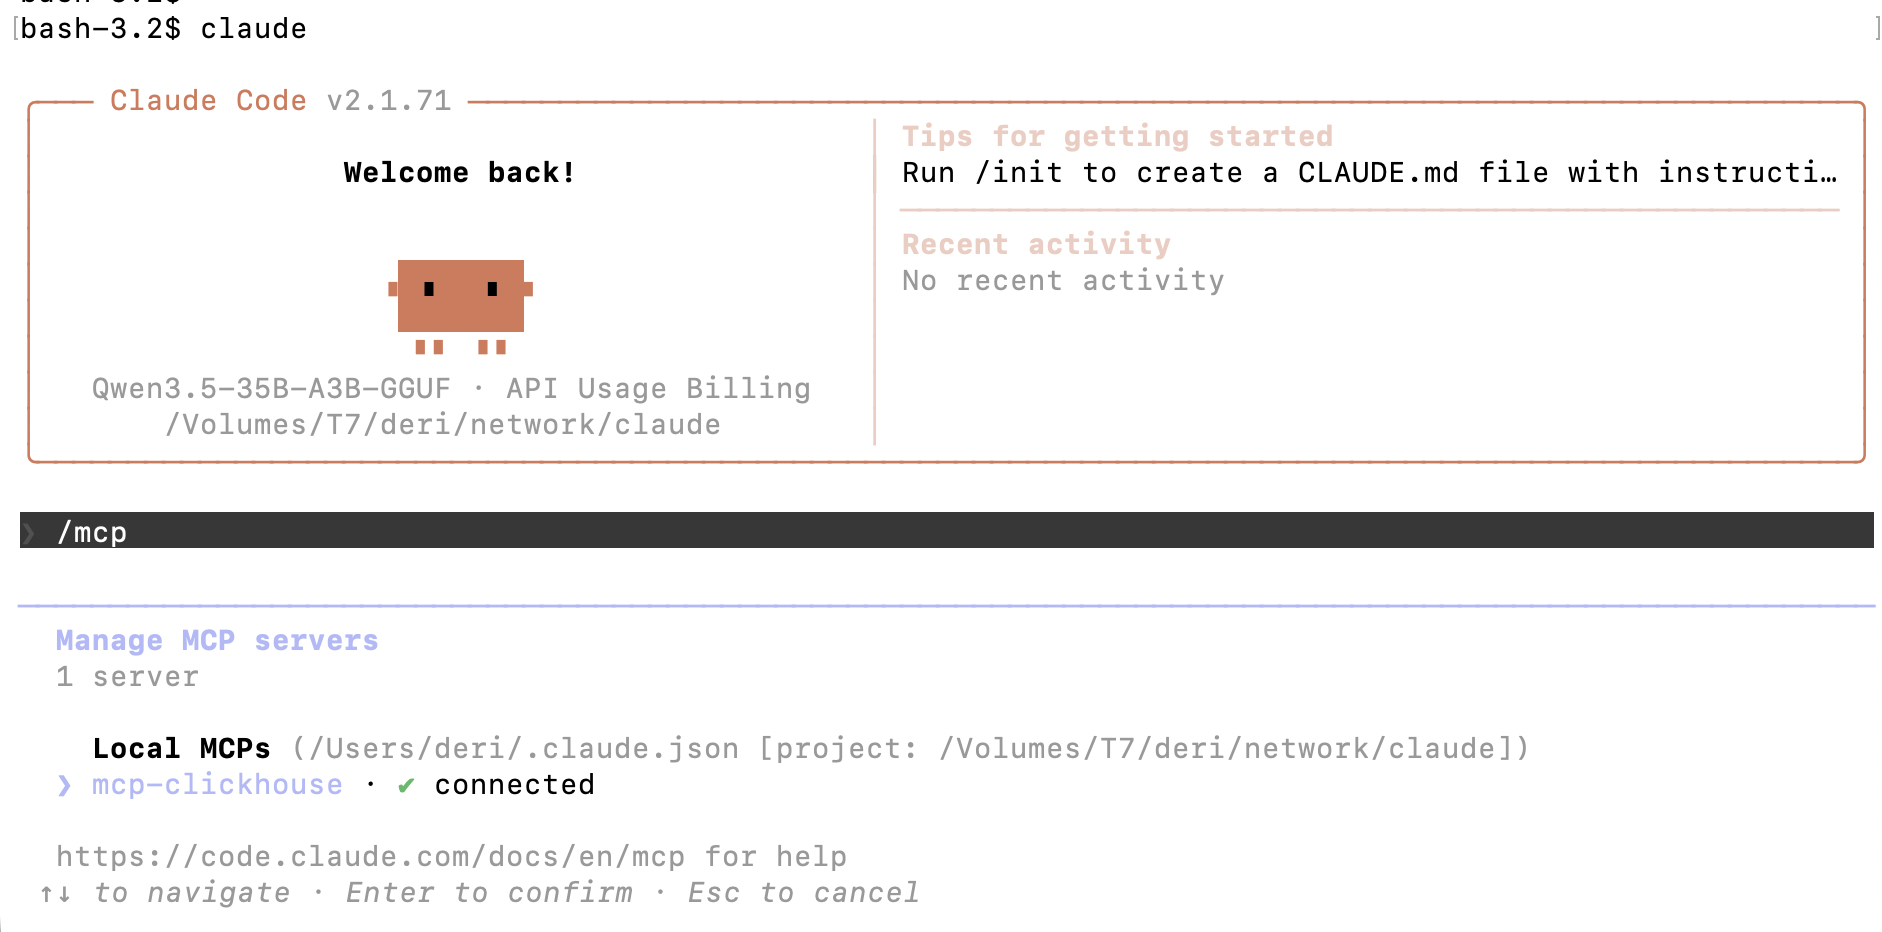 bash-3.2$
[bash-3.2$ claude ]
Claude Code v2.1.71
Welcome back!
Qwen3.5-35B-A3B-GGUF · API Usage Billing
/Volumes/T7/deri/network/claude
Tips for getting started
Run /init to create a CLAUDE.md file with instructi…
Recent activity
No recent activity
❯ /mcp
Manage MCP servers
1 server
Local MCPs (/Users/deri/.claude.json [project: /Volumes/T7/deri/network/claude])
❯ mcp-clickhouse · ✔ connected
https://code.claude.com/docs/en/mcp for help
↑↓ to navigate · Enter to confirm · Esc to cancel